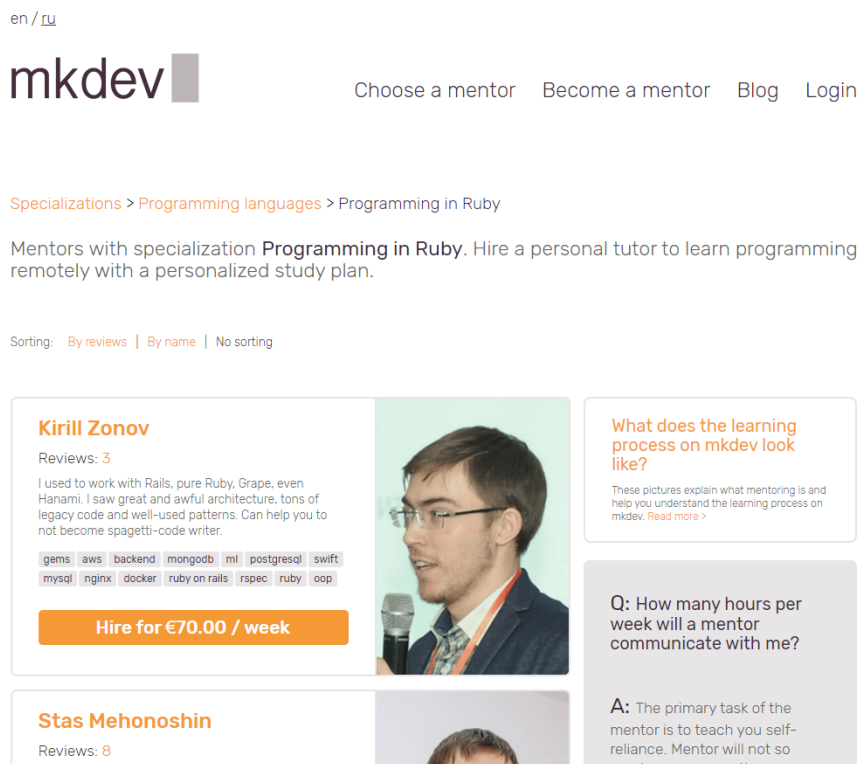 en / ru
mkdev
Choose a mentor Become a mentor Blog Login
Specializations > Programming languages > Programming in Ruby
Mentors with specialization Programming in Ruby. Hire a personal tutor to learn programming
remotely with a personalized study plan.
Sorting: By reviews | By name | No sorting
Kirill Zonov
Reviews: 3
I used to work with Rails, pure Ruby, Grape, even
Hanami. I saw great and awful architecture, tons of
legacy code and well-used patterns. Can help you to
not become spagetti-code writer.
gems aws backend mongodb ml postgresql swift
mysql nginx docker ruby on rails rspec ruby oop
Hire for €70.00 / week
Stas Mehonoshin
Reviews: 8
What does the learning
process on mkdev look
like?
These pictures explain what mentoring is and
help you understand the learning process on
mkdev. Read more >
Q: How many hours per
week will a mentor
communicate with me?
A: The primary task of the
mentor is to teach you self-
reliance. Mentor will not so